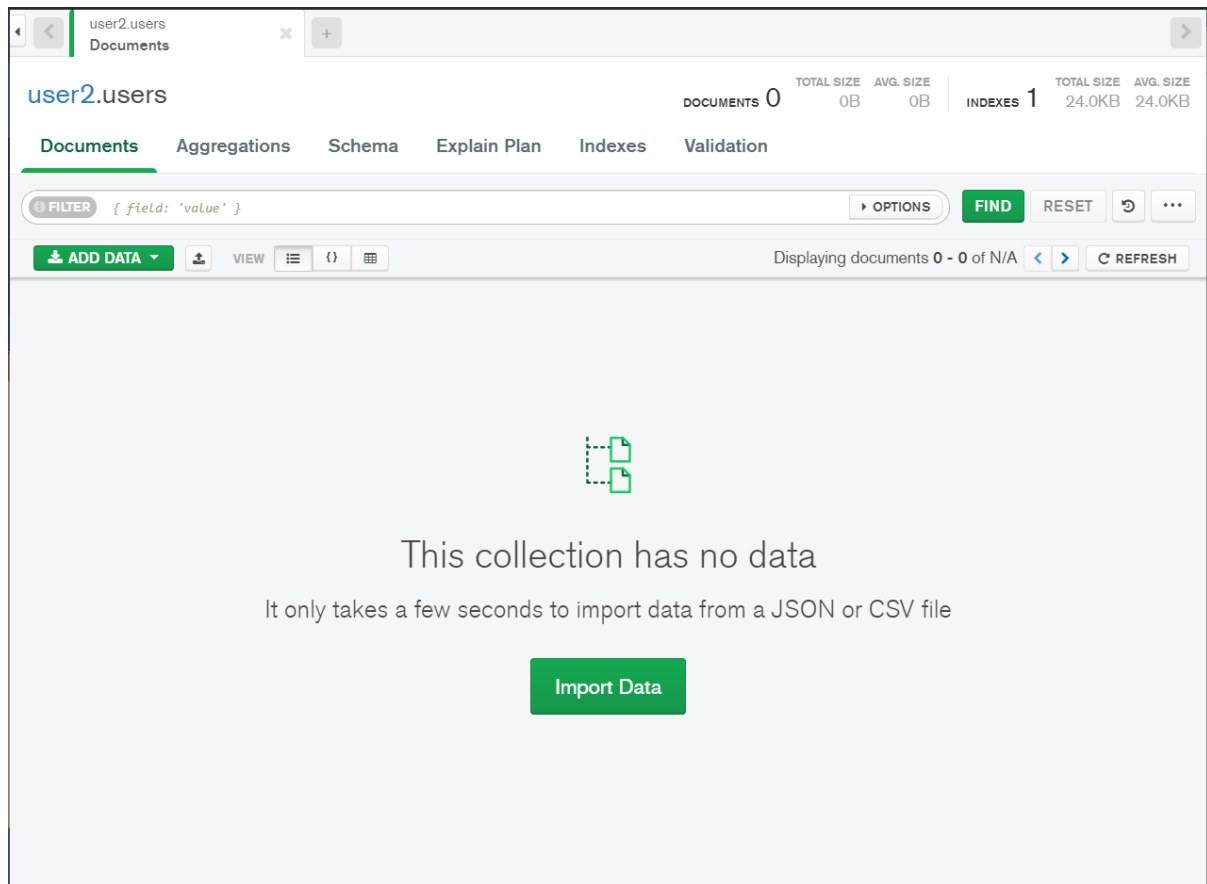 user2.users
Documents
+
user2.users
DOCUMENTS 0 TOTAL SIZE 0B AVG. SIZE 0B INDEXES 1 TOTAL SIZE 24.0KB AVG. SIZE 24.0KB
Documents Aggregations Schema Explain Plan Indexes Validation
FILTER { field: 'value' } OPTIONS FIND RESET ...
ADD DATA VIEW {} Displaying documents 0 - 0 of N/A < > REFRESH
This collection has no data
It only takes a few seconds to import data from a JSON or CSV file
Import Data